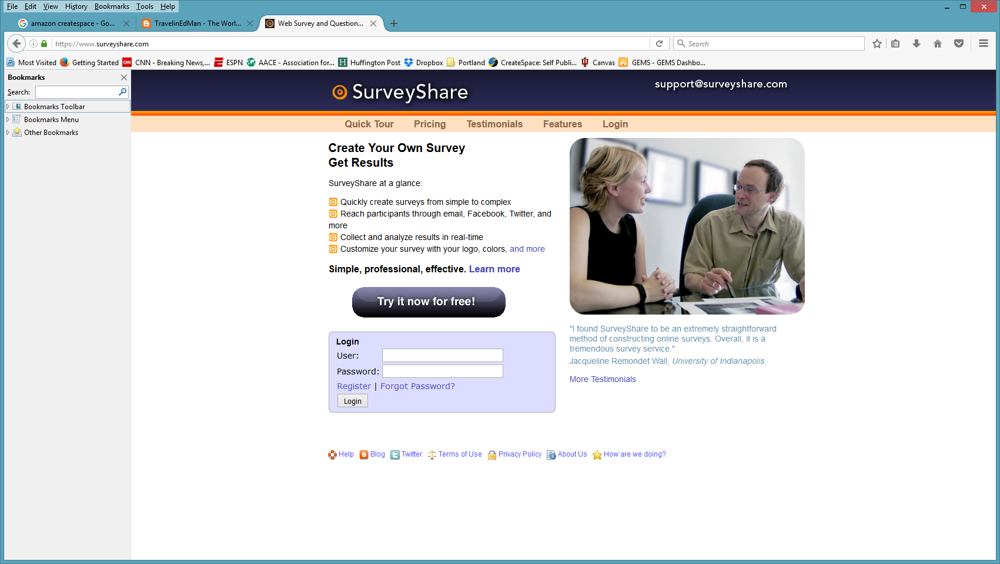 File Edit View History Bookmarks Tools Help
amazon createspace - Go... TravelinEdMan - The Worl... Web Survey and Question...
https://www.surveyshare.com Search
Most Visited Getting Started CNN CNN - Breaking News,... ESPN AACE - Association for... H Huffington Post Dropbox Portland CreateSpace: Self Publi... Canvas GEMS - GEMS Dashbo...
Bookmarks
Search:
Bookmarks Toolbar
Bookmarks Menu
Other Bookmarks
SurveyShare
support@surveyshare.com
Quick Tour Pricing Testimonials Features Login
Create Your Own Survey
Get Results
SurveyShare at a glance:
Quickly create surveys from simple to complex
Reach participants through email, Facebook, Twitter, and
more
Collect and analyze results in real-time
Customize your survey with your logo, colors, and more
Simple, professional, effective. Learn more
Try it now for free!
Login
User:
Password:
Register | Forgot Password?
Login
"I found SurveyShare to be an extremely straightforward
method of constructing online surveys. Overall, it is a
tremendous survey service."
Jacqueline Remondet Wall, University of Indianapolis
More Testimonials
Help Blog Twitter Terms of Use Privacy Policy About Us How are we doing?